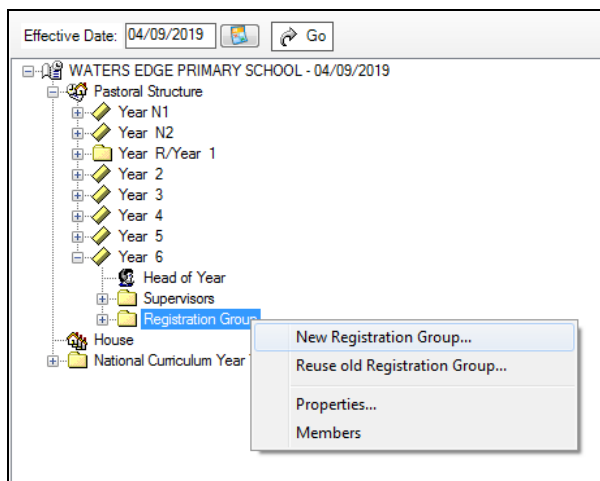 Effective Date: 04/09/2019 Go
WATERS EDGE PRIMARY SCHOOL - 04/09/2019
Pastoral Structure
Year N1
Year N2
Year R/Year 1
Year 2
Year 3
Year 4
Year 5
Year 6
Head of Year
Supervisors
Registration Group
New Registration Group...
House
Reuse old Registration Group...
National Curriculum Year
Properties...
Members